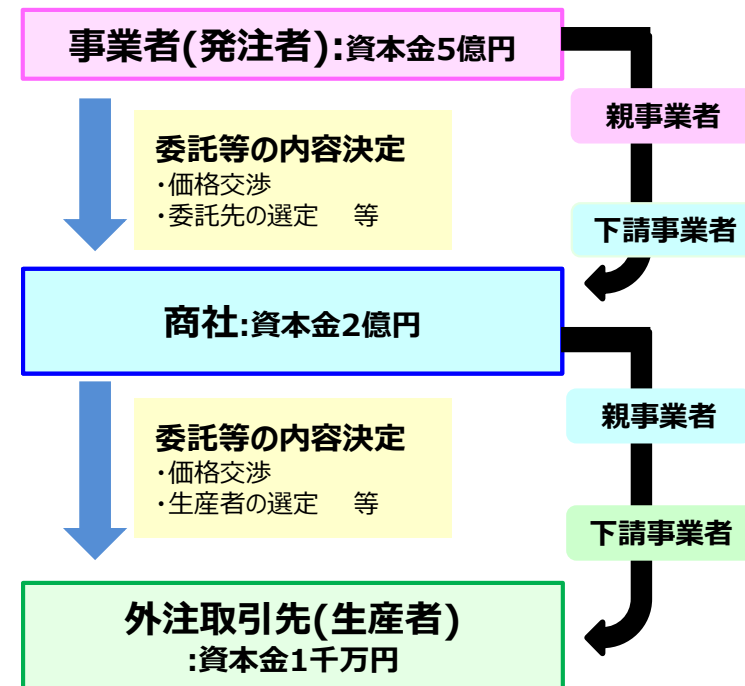 事業者(発注者):資本金5億円
親事業者
委託等の内容決定
・価格交渉
・委託先の選定　等
下請事業者
商社:資本金2億円
親事業者
委託等の内容決定
・価格交渉
・生産者の選定　等
下請事業者
外注取引先(生産者)
:資本金1千万円